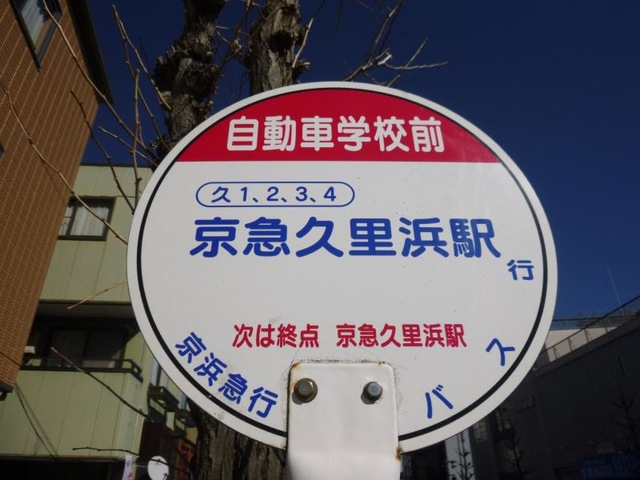 自動車学校前
久1、2、3、4
京急久里浜駅行
次は終点 京急久里浜駅
京浜急行バス